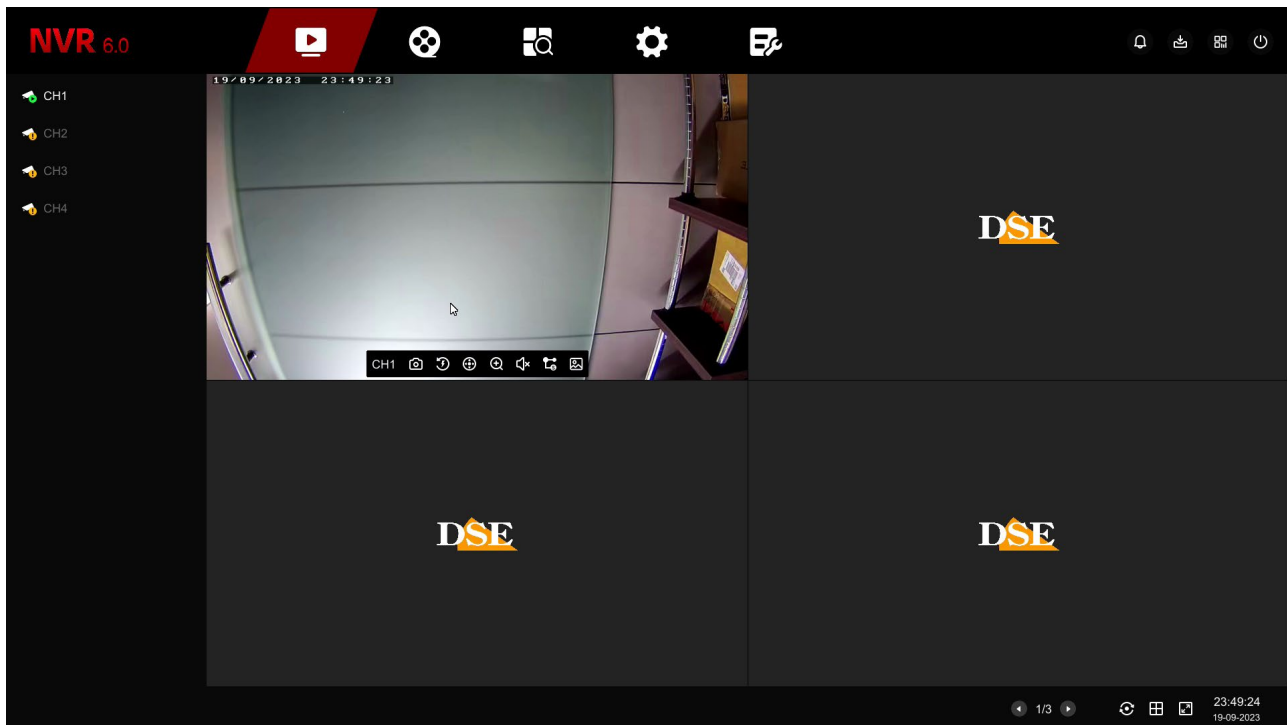 NVR 6.0
CH1
CH2
CH3
CH4
19/09/2023 23:49:23
DSE
CH1
DSE
DSE
1/3
23:49:24
19-09-2023